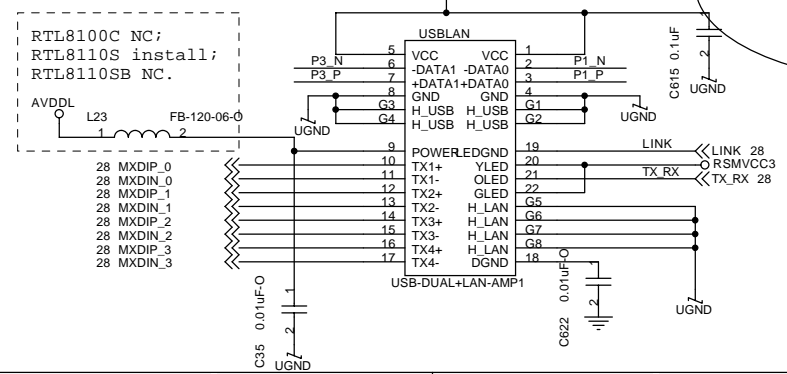 RTL8100C NC;
RTL8110S install;
RTL8110SB NC.
AVDDL
L23
FB-120-06-O
1
2
USBLAN
P3_N
P3_P
5
6
7
8
G3
G4
9
10
11
12
13
14
15
16
17
VCC
-DATA1
+DATA1
GND
H_USB
H_USB
POWER
TX1+
TX1-
TX2+
TX2-
TX3+
TX3-
TX4+
TX4-
VCC
-DATA0
+DATA0
GND
H_USB
H_USB
LEDGND
YLED
OLED
GLED
H_LAN
H_LAN
H_LAN
H_LAN
DGND
1
2
3
4
G1
G2
19
20
21
22
G5
G6
G7
G8
18
P1_N
P1_P
UGND
UGND
C615 0.1uF
1
2
UGND
LINK
LINK 28
RSMVCC3
TX_RX
TX_RX 28
28 MXDIP_0
28 MXDIN_0
28 MXDIP_1
28 MXDIN_1
28 MXDIP_2
28 MXDIN_2
28 MXDIP_3
28 MXDIN_3
USB-DUAL+LAN-AMP1
C35 0.01uF-O
1
2
UGND
C622 0.01uF-O
1
2
UGND